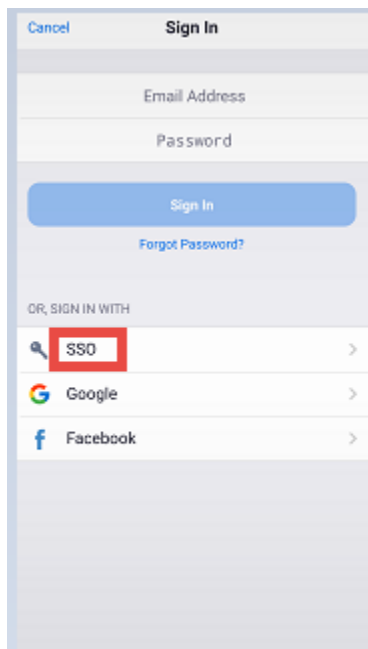 Cancel Sign In
Email Address
Password
Sign In
Forgot Password?
OR, SIGN IN WITH
SSO
Google
Facebook